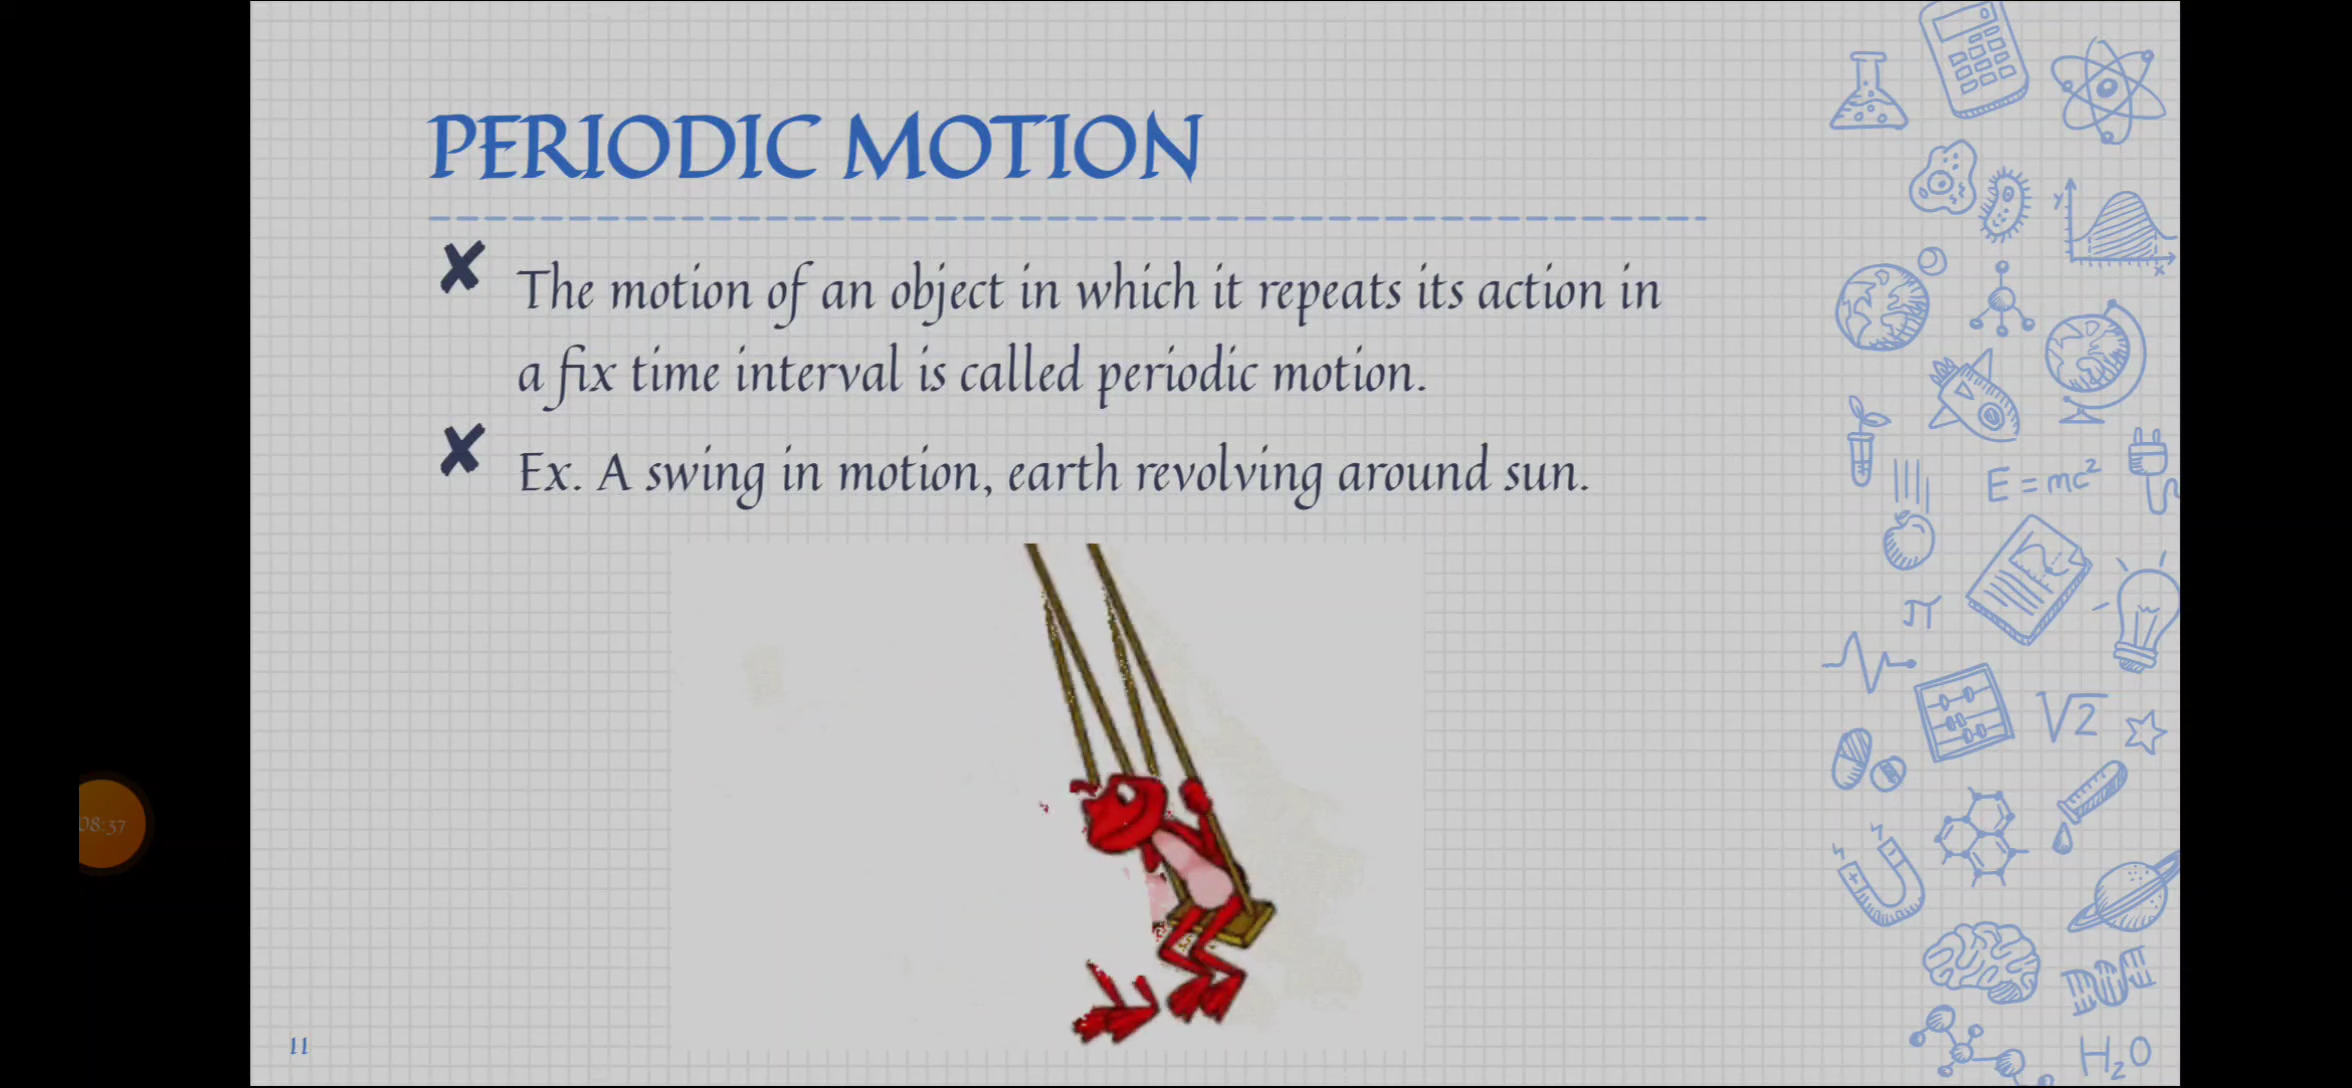 PERIODIC MOTION
✘ The motion of an object in which it repeats its action in
a fix time interval is called periodic motion.
✘ Ex. A swing in motion, earth revolving around sun.
Y
X
E = mc²
π
√2
H₂O
08:37
11